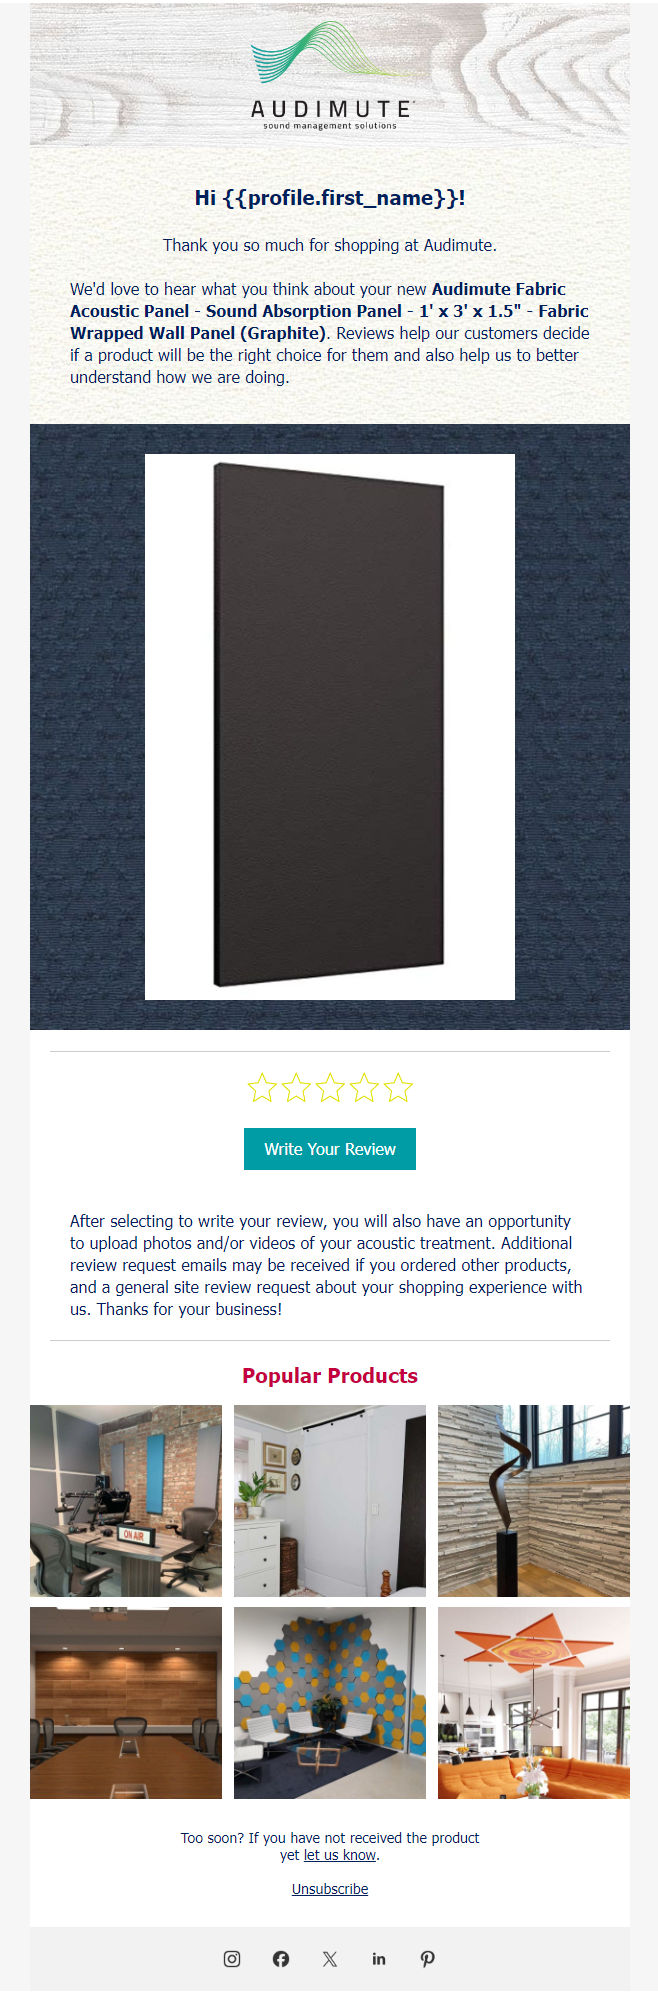 AUDIMUTE
sound management solutions
Hi {{profile.first_name}}!
Thank you so much for shopping at Audimute.
We'd love to hear what you think about your new Audimute Fabric
Acoustic Panel - Sound Absorption Panel - 1' x 3' x 1.5" - Fabric
Wrapped Wall Panel (Graphite). Reviews help our customers decide
if a product will be the right choice for them and also help us to better
understand how we are doing.
Write Your Review
After selecting to write your review, you will also have an opportunity
to upload photos and/or videos of your acoustic treatment. Additional
review request emails may be received if you ordered other products,
and a general site review request about your shopping experience with
us. Thanks for your business!
Popular Products
ON AIR
Too soon? If you have not received the product
yet let us know.
Unsubscribe